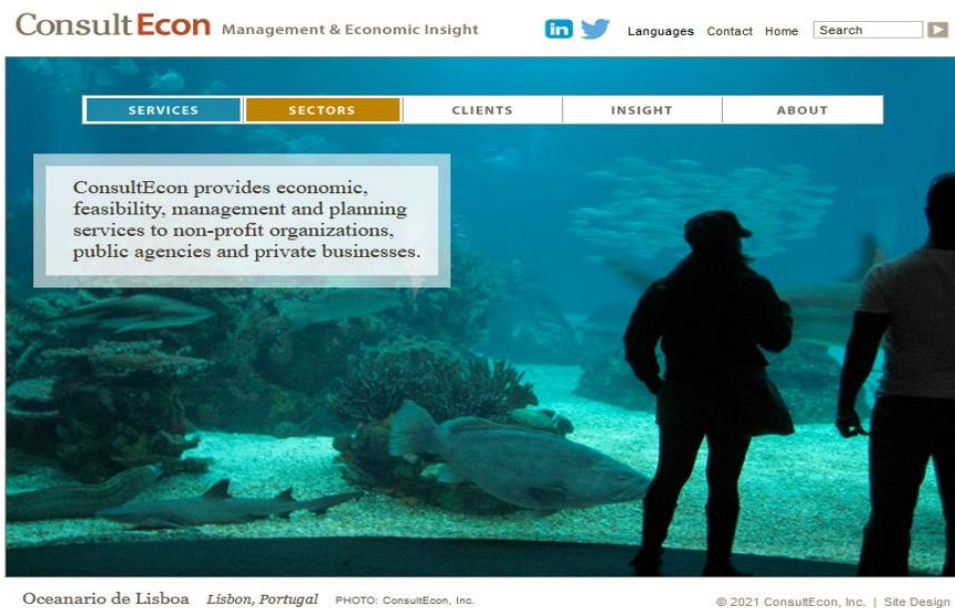 ConsultEcon Management & Economic Insight
in Languages Contact Home Search
SERVICES SECTORS CLIENTS INSIGHT ABOUT
ConsultEcon provides economic,
feasibility, management and planning
services to non-profit organizations,
public agencies and private businesses.
Oceanario de Lisboa Lisbon, Portugal PHOTO: ConsultEcon, Inc.
© 2021 ConsultEcon, Inc. | Site Design